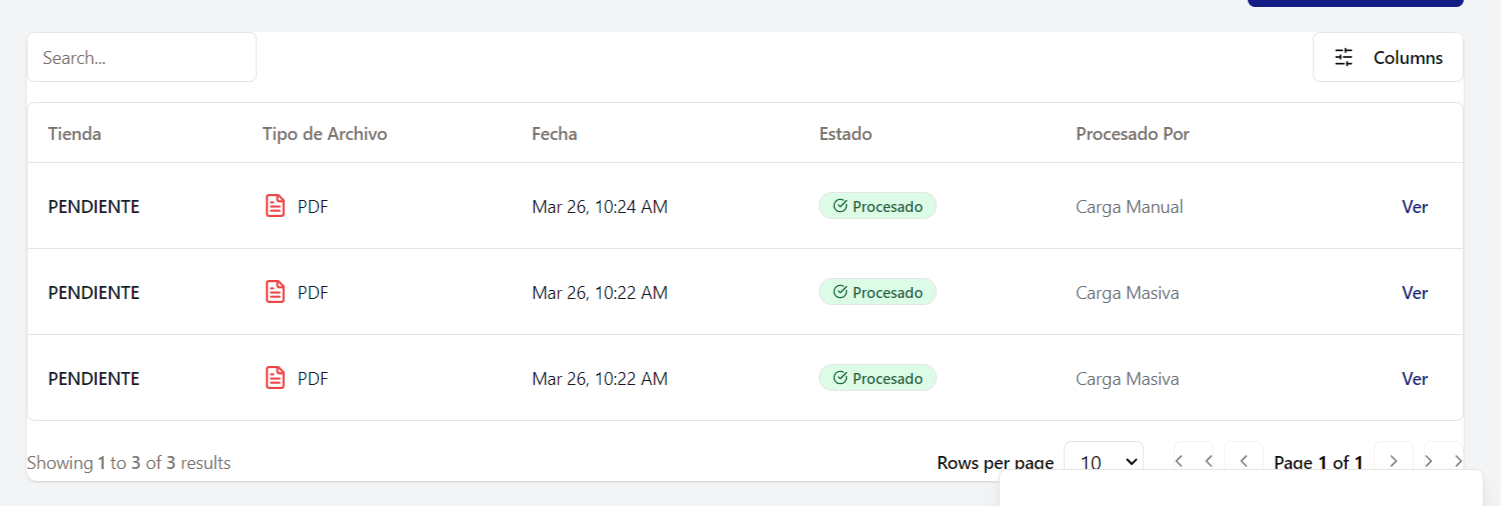 Search...
Columns
Tienda Tipo de Archivo Fecha Estado Procesado Por
PENDIENTE PDF Mar 26, 10:24 AM Procesado Carga Manual Ver
PENDIENTE PDF Mar 26, 10:22 AM Procesado Carga Masiva Ver
PENDIENTE PDF Mar 26, 10:22 AM Procesado Carga Masiva Ver
Showing 1 to 3 of 3 results Rows per page 10 Page 1 of 1